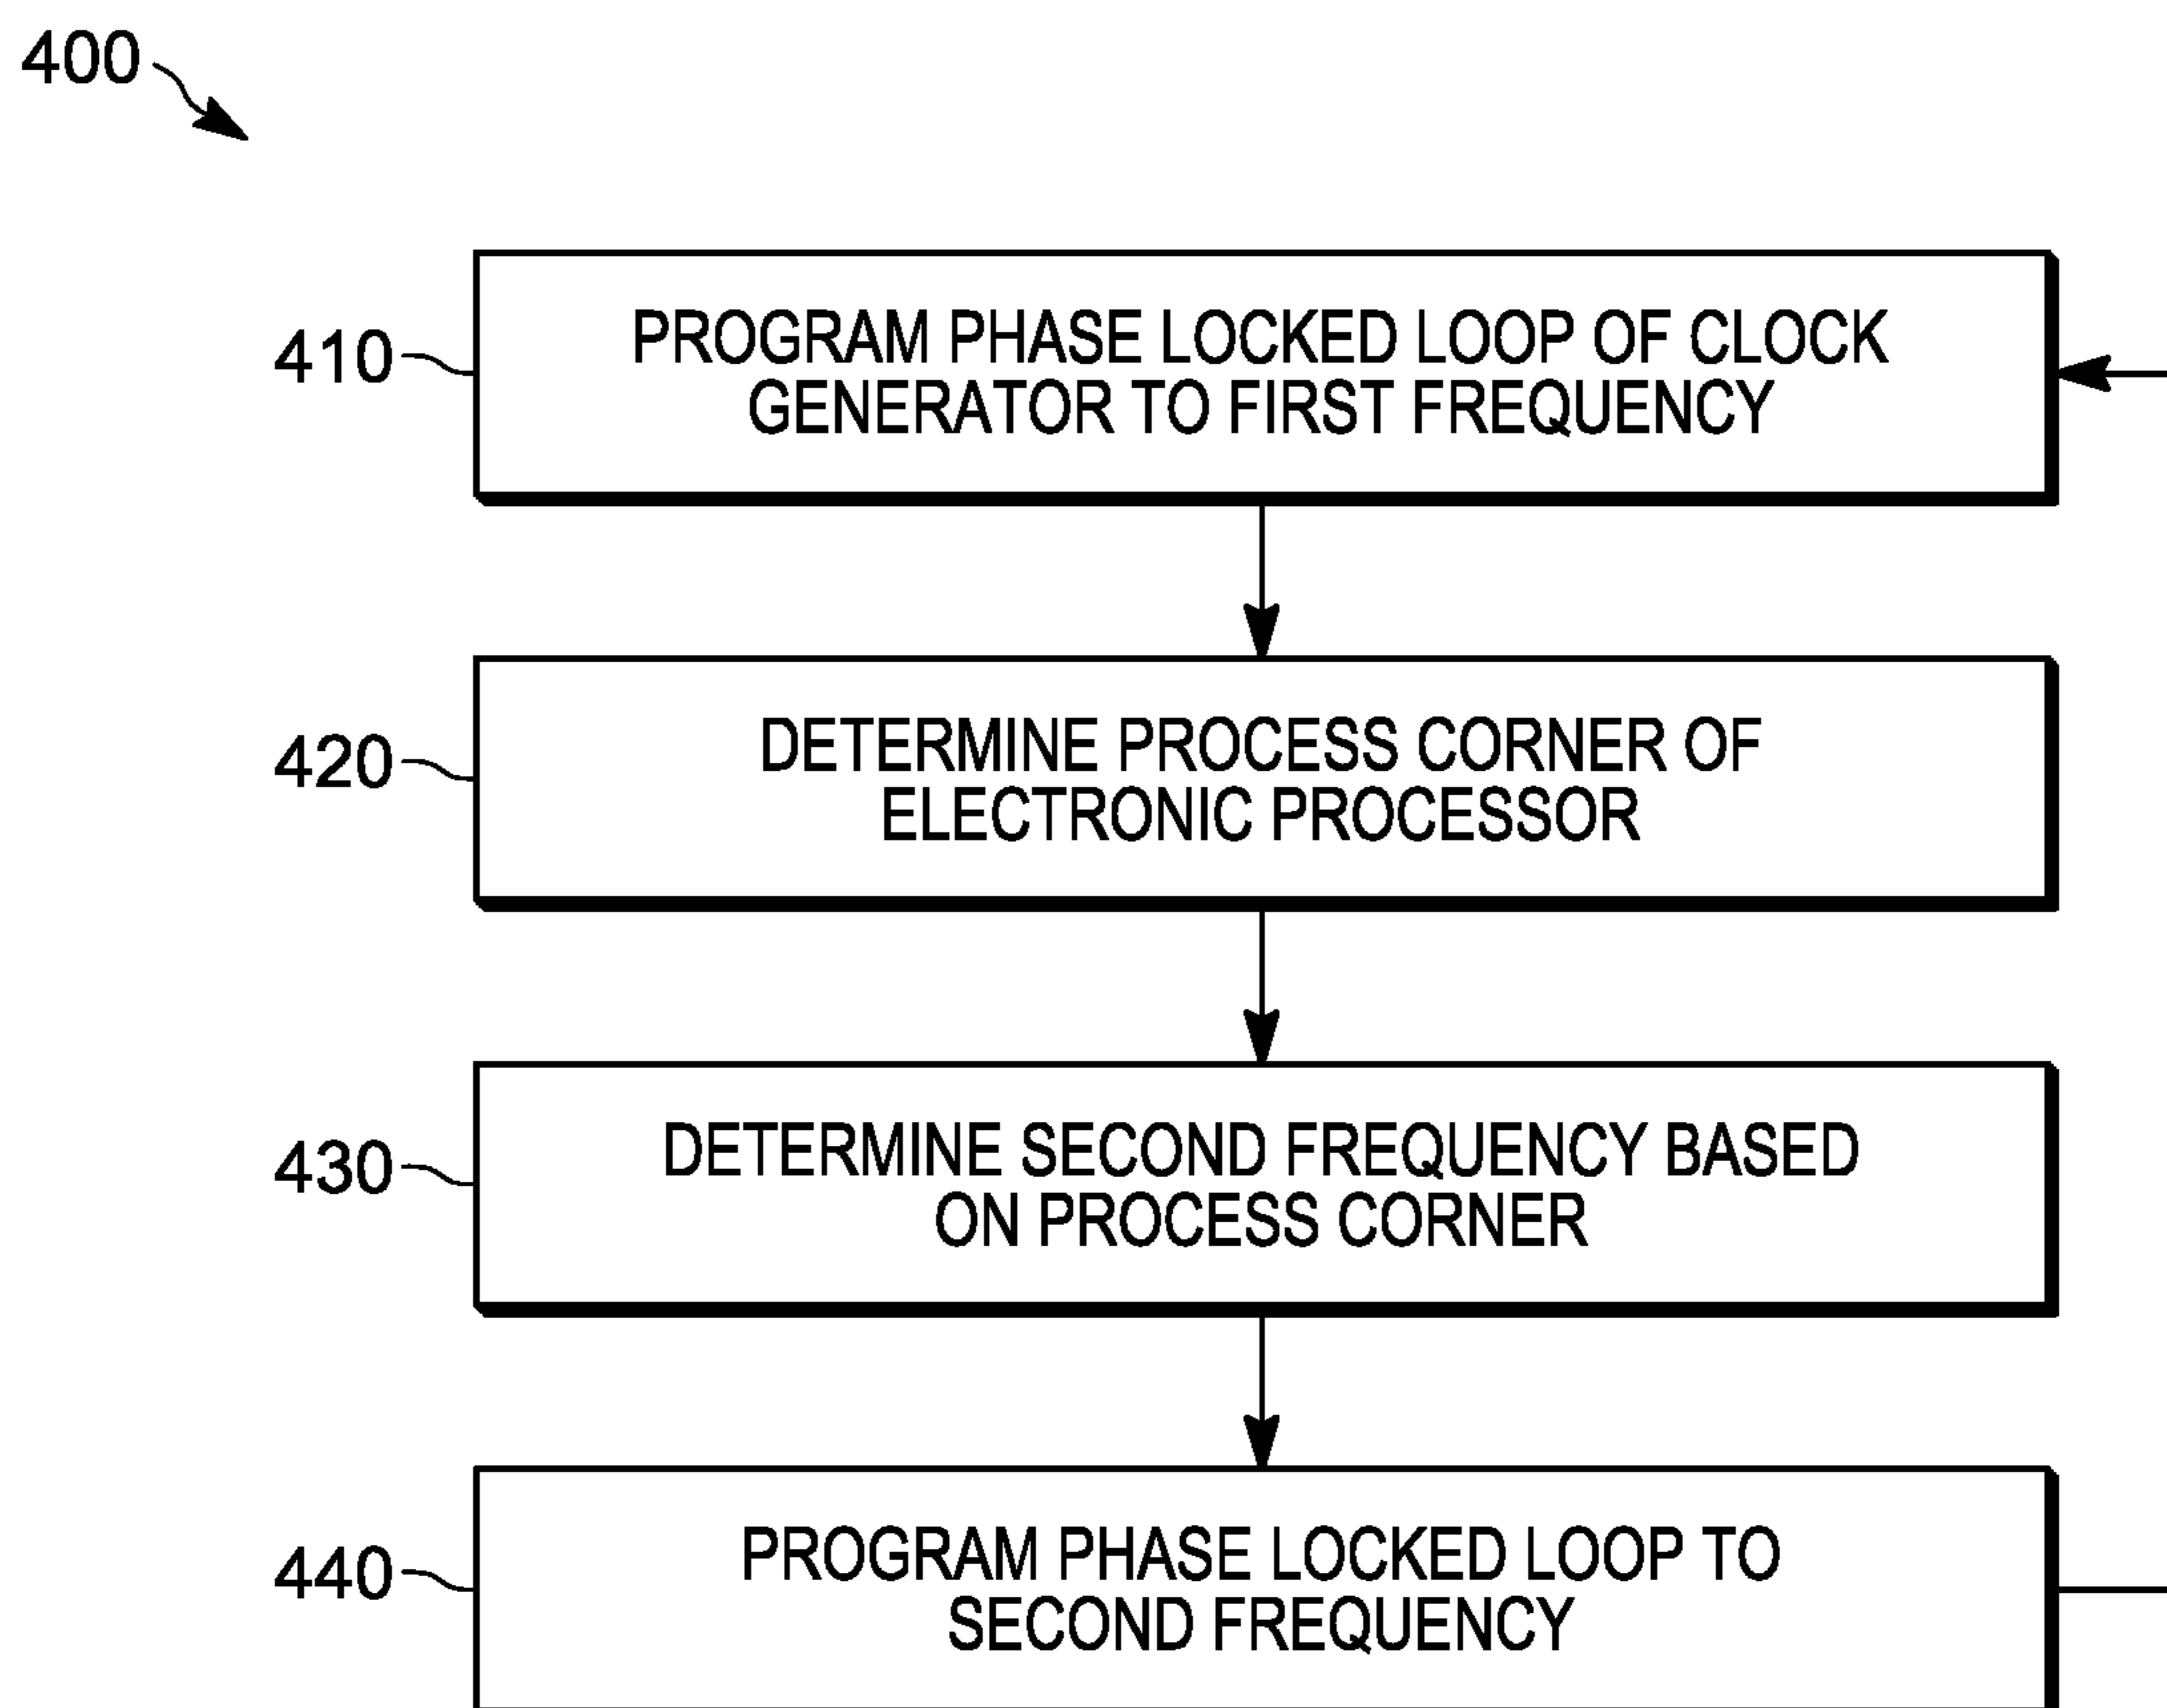 400
410
PROGRAM PHASE LOCKED LOOP OF CLOCK
GENERATOR TO FIRST FREQUENCY
420
DETERMINE PROCESS CORNER OF
ELECTRONIC PROCESSOR
430
DETERMINE SECOND FREQUENCY BASED
ON PROCESS CORNER
440
PROGRAM PHASE LOCKED LOOP TO
SECOND FREQUENCY